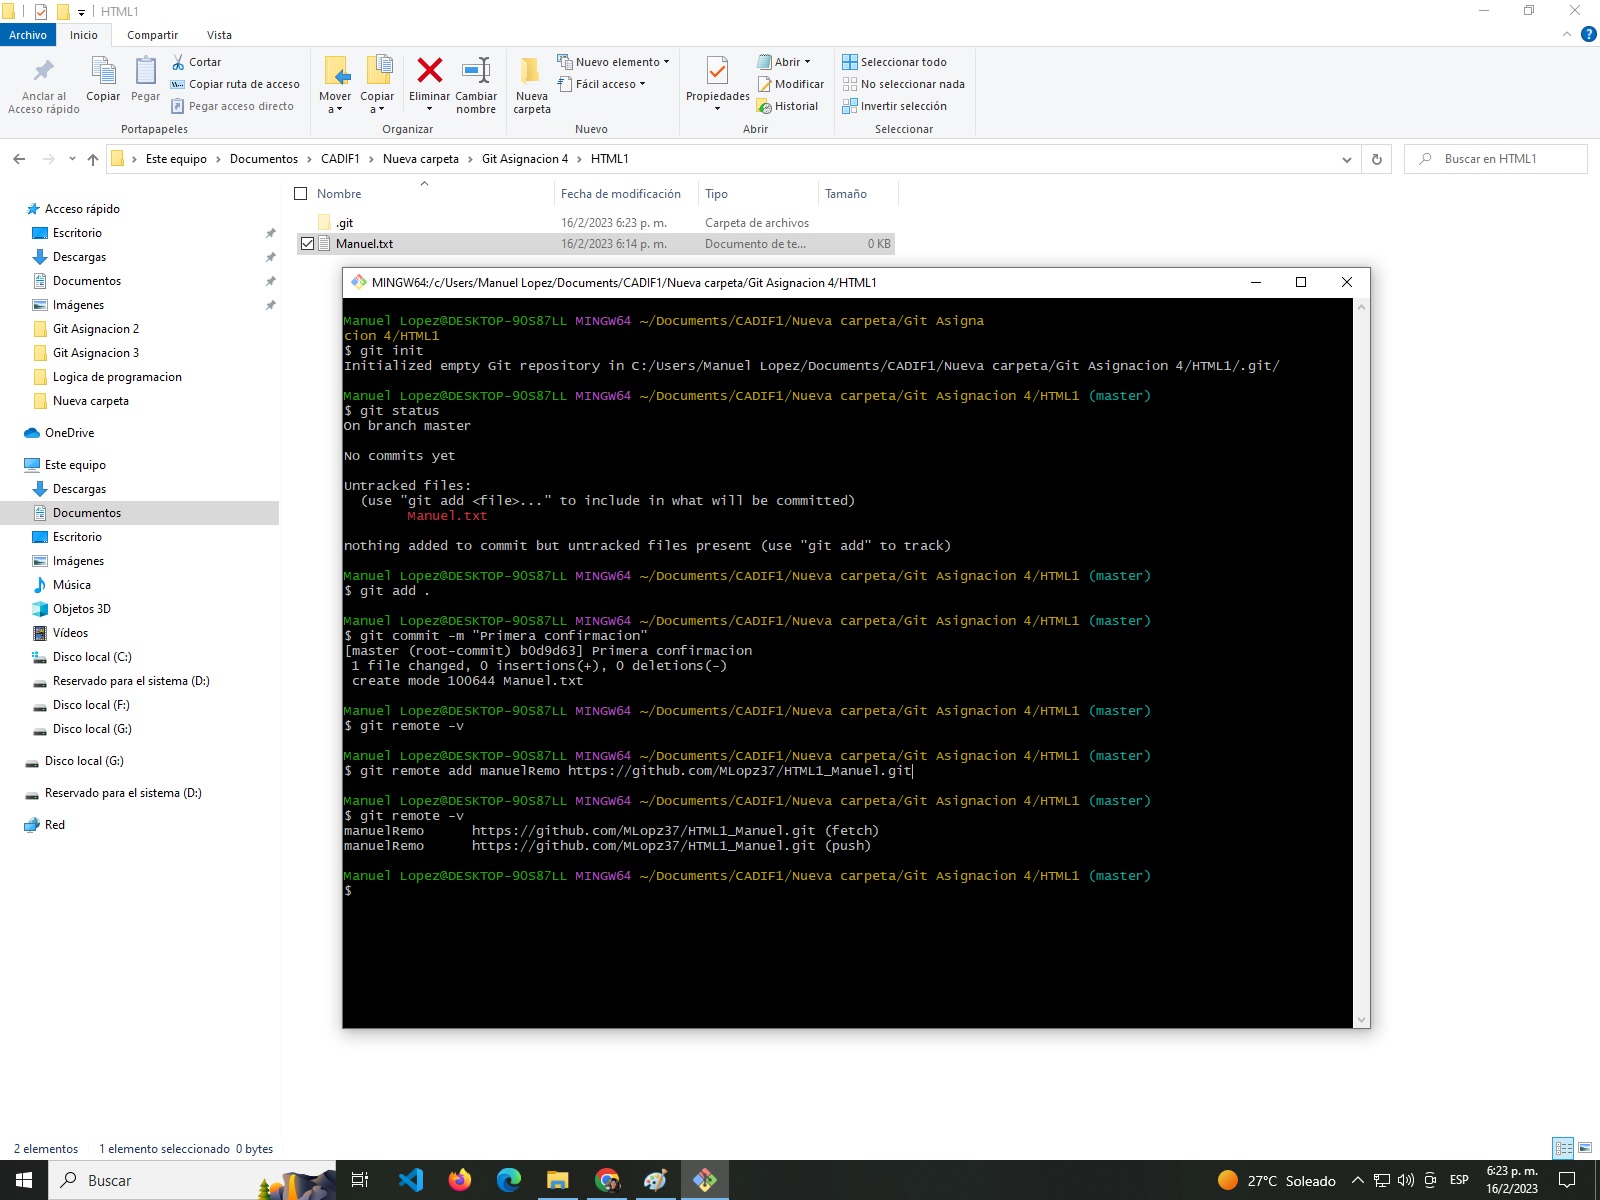 HTML1
Archivo
Inicio
Compartir
Vista
Anclar al
Acceso rápido
Copiar
Pegar
Cortar
Copiar ruta de acceso
Pegar acceso directo
Portapapeles
Mover
a
Copiar
a
Eliminar
Cambiar
nombre
Organizar
Nueva
carpeta
Nuevo elemento
Fácil acceso
Nuevo
Propiedades
Abrir
Modificar
Historial
Abrir
Seleccionar todo
No seleccionar nada
Invertir selección
Seleccionar
Este equipo > Documentos > CADIF1 > Nueva carpeta > Git Asignacion 4 > HTML1
Buscar en HTML1
Nombre
Fecha de modificación
Tipo
Tamaño
.git
16/2/2023 6:23 p. m.
Carpeta de archivos
Manuel.txt
16/2/2023 6:14 p. m.
Documento de te...
0 KB
Acceso rápido
Escritorio
Descargas
Documentos
Imágenes
Git Asignacion 2
Git Asignacion 3
Logica de programacion
Nueva carpeta
OneDrive
Este equipo
Descargas
Documentos
Escritorio
Imágenes
Música
Objetos 3D
Vídeos
Disco local (C:)
Reservado para el sistema (D:)
Disco local (F:)
Disco local (G:)
Disco local (G:)
Reservado para el sistema (D:)
Red
MINGW64:/c/Users/Manuel Lopez/Documents/CADIF1/Nueva carpeta/Git Asignacion 4/HTML1
Manuel Lopez@DESKTOP-90S87LL MINGW64 ~/Documents/CADIF1/Nueva carpeta/Git Asigna
cion 4/HTML1
$ git init
Initialized empty Git repository in C:/Users/Manuel Lopez/Documents/CADIF1/Nueva carpeta/Git Asignacion 4/HTML1/.git/
Manuel Lopez@DESKTOP-90S87LL MINGW64 ~/Documents/CADIF1/Nueva carpeta/Git Asignacion 4/HTML1 (master)
$ git status
On branch master
No commits yet
Untracked files:
(use "git add <file>..." to include in what will be committed)
Manuel.txt
nothing added to commit but untracked files present (use "git add" to track)
Manuel Lopez@DESKTOP-90S87LL MINGW64 ~/Documents/CADIF1/Nueva carpeta/Git Asignacion 4/HTML1 (master)
$ git add .
Manuel Lopez@DESKTOP-90S87LL MINGW64 ~/Documents/CADIF1/Nueva carpeta/Git Asignacion 4/HTML1 (master)
$ git commit -m "Primera confirmacion"
[master (root-commit) b0d9d63] Primera confirmacion
1 file changed, 0 insertions(+), 0 deletions(-)
create mode 100644 Manuel.txt
Manuel Lopez@DESKTOP-90S87LL MINGW64 ~/Documents/CADIF1/Nueva carpeta/Git Asignacion 4/HTML1 (master)
$ git remote -v
Manuel Lopez@DESKTOP-90S87LL MINGW64 ~/Documents/CADIF1/Nueva carpeta/Git Asignacion 4/HTML1 (master)
$ git remote add manuelRemo https://github.com/MLopz37/HTML1_Manuel.git
Manuel Lopez@DESKTOP-90S87LL MINGW64 ~/Documents/CADIF1/Nueva carpeta/Git Asignacion 4/HTML1 (master)
$ git remote -v
manuelRemo https://github.com/MLopz37/HTML1_Manuel.git (fetch)
manuelRemo https://github.com/MLopz37/HTML1_Manuel.git (push)
Manuel Lopez@DESKTOP-90S87LL MINGW64 ~/Documents/CADIF1/Nueva carpeta/Git Asignacion 4/HTML1 (master)
$
2 elementos
1 elemento seleccionado 0 bytes
Buscar
27°C Soleado
ESP
6:23 p. m.
16/2/2023